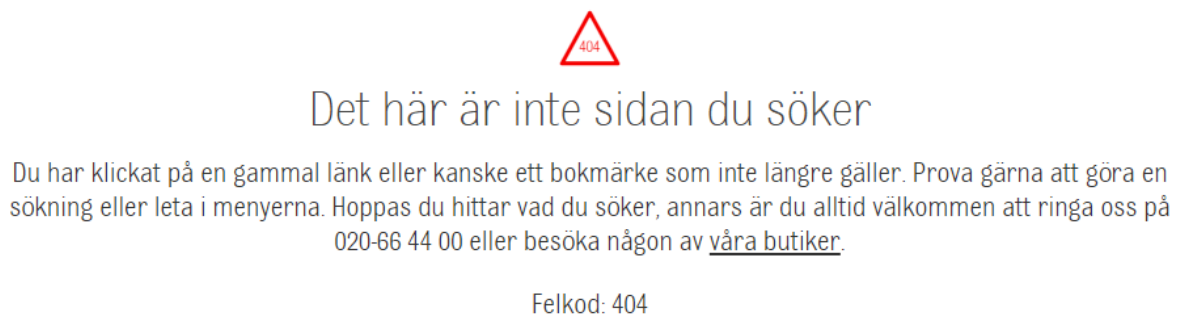 404
Det här är inte sidan du söker
Du har klickat på en gammal länk eller kanske ett bokmärke som inte längre gäller. Prova gärna att göra en
sökning eller leta i menyerna. Hoppas du hittar vad du söker, annars är du alltid välkommen att ringa oss på
020-66 44 00 eller besöka någon av våra butiker.
Felkod: 404